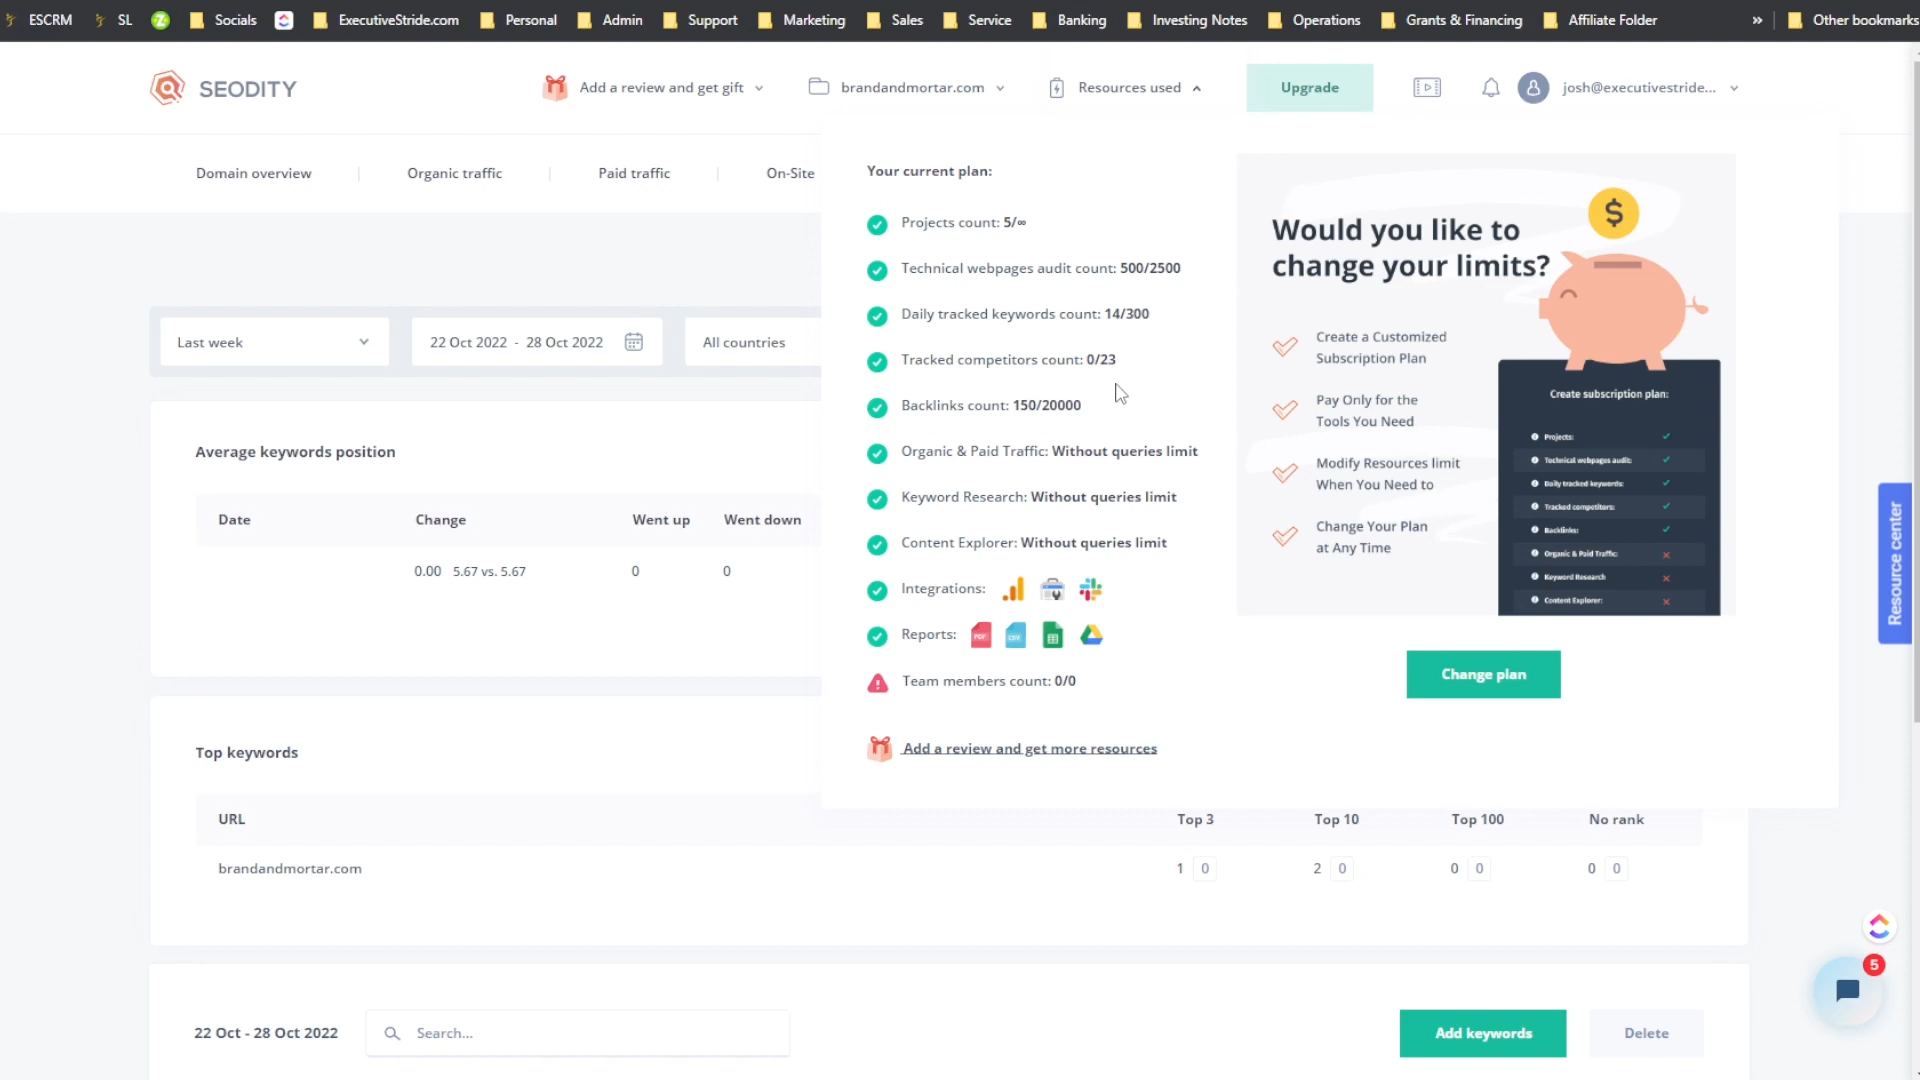 ESCRM SL Socials ExecutiveStride.com Personal Admin Support Marketing Sales Service Banking Investing Notes Operations Grants & Financing Affiliate Folder » Other bookmarks
SEODITY
Add a review and get gift
brandandmortar.com
Resources used
Upgrade
josh@executivestride...
Domain overview
Organic traffic
Paid traffic
On-Site
Last week
22 Oct 2022 - 28 Oct 2022
All countries
Your current plan:
Projects count: 5/∞
Technical webpages audit count: 500/2500
Daily tracked keywords count: 14/300
Tracked competitors count: 0/23
Backlinks count: 150/20000
Organic & Paid Traffic: Without queries limit
Keyword Research: Without queries limit
Content Explorer: Without queries limit
Integrations:
Reports: PDF CSV
Team members count: 0/0
Add a review and get more resources
Would you like to
change your limits?
$
Create a Customized
Subscription Plan
Pay Only for the
Tools You Need
Modify Resources limit
When You Need to
Change Your Plan
at Any Time
Create subscription plan:
Projects:
Technical webpages audit:
Daily tracked keywords:
Tracked competitors:
Backlinks:
Organic & Paid Traffic:
Keyword Research
Content Explorer:
Change plan
Resource center
Average keywords position
Date Change Went up Went down
0.00 5.67 vs. 5.67 0 0
Top keywords
URL Top 3 Top 10 Top 100 No rank
brandandmortar.com 1 0 2 0 0 0 0 0
5
22 Oct - 28 Oct 2022
Search...
Add keywords
Delete